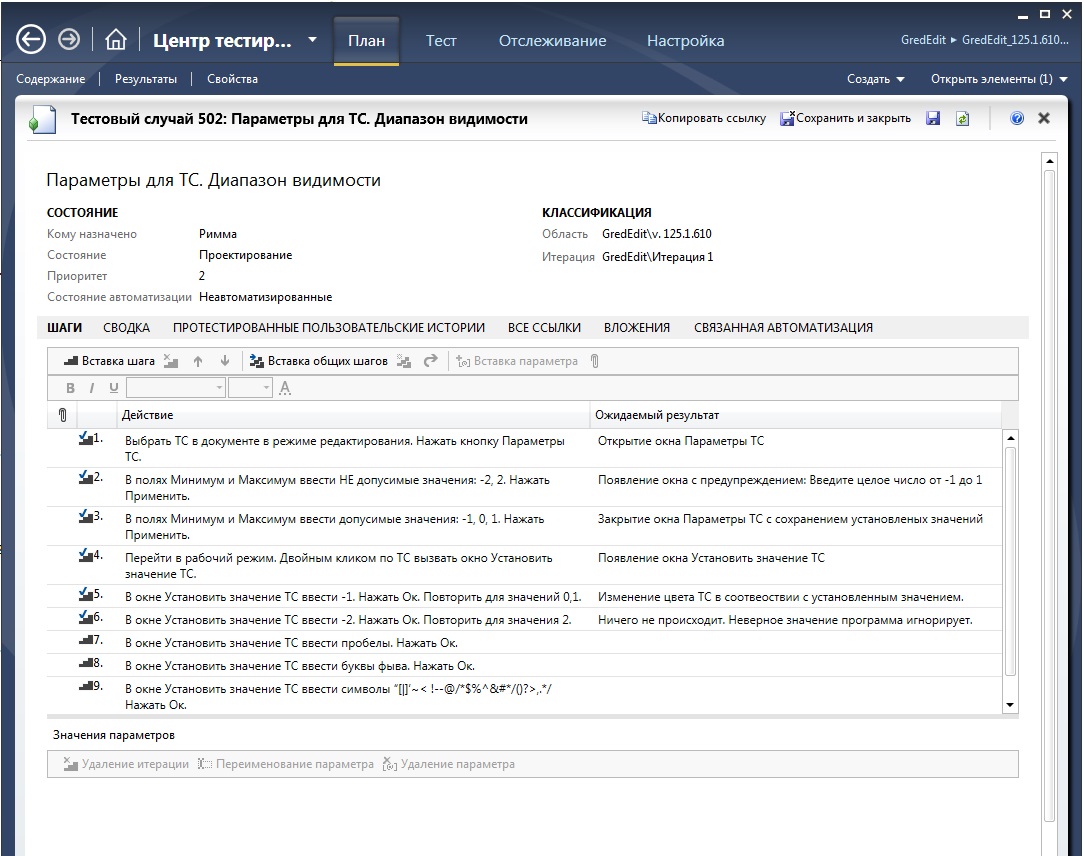 Центр тестир...
План
Тест
Отслеживание
Настройка
GredEdit ▸ GredEdit_125.1.610...
Содержание
Результаты
Свойства
Создать
Открыть элементы (1)
Тестовый случай 502: Параметры для ТС. Диапазон видимости
Копировать ссылку
Сохранить и закрыть
Параметры для ТС. Диапазон видимости
СОСТОЯНИЕ
КЛАССИФИКАЦИЯ
Кому назначено Римма
Область GredEdit\v. 125.1.610
Состояние Проектирование
Итерация GredEdit\Итерация 1
Приоритет 2
Состояние автоматизации Неавтоматизированные
ШАГИ СВОДКА ПРОТЕСТИРОВАННЫЕ ПОЛЬЗОВАТЕЛЬСКИЕ ИСТОРИИ ВСЕ ССЫЛКИ ВЛОЖЕНИЯ СВЯЗАННАЯ АВТОМАТИЗАЦИЯ
Вставка шага Вставка общих шагов Вставка параметра
B I U A
Действие Ожидаемый результат
1. Выбрать ТС в документе в режиме редактирования. Нажать кнопку Параметры
ТС.
Открытие окна Параметры ТС
2. В полях Минимум и Максимум ввести НЕ допусимые значения: -2, 2. Нажать
Применить.
Появление окна с предупреждением: Введите целое число от -1 до 1
3. В полях Минимум и Максимум ввести допусимые значения: -1, 0, 1. Нажать
Применить.
Закрытие окна Параметры ТС с сохранением установленых значений
4. Перейти в рабочий режим. Двойным кликом по ТС вызвать окно Установить
значение ТС.
Появление окна Установить значение ТС
5. В окне Установить значение ТС ввести -1. Нажать Ок. Повторить для значений 0,1.
Изменение цвета ТС в соотвеоствии с установленным значением.
6. В окне Установить значение ТС ввести -2. Нажать Ок. Повторить для значения 2.
Ничего не происходит. Неверное значение программа игнорирует.
7. В окне Установить значение ТС ввести пробелы. Нажать Ок.
8. В окне Установить значение ТС ввести буквы фыва. Нажать Ок.
9. В окне Установить значение ТС ввести символы “[|]’~< !--@/*$%^&#*/()?>,.*/
Нажать Ок.
Значения параметров
Удаление итерации Переименование параметра Удаление параметра